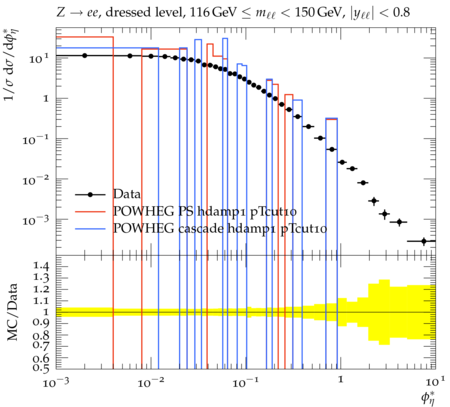 Z → ee, dressed level, 116 GeV ≤ mℓℓ < 150 GeV, |yℓℓ| < 0.8
1/σ dσ/dϕ*η
10¹
1
10⁻¹
10⁻²
10⁻³
Data
POWHEG PS hdamp1 pTcut10
POWHEG cascade hdamp1 pTcut10
MC/Data
1.4
1.3
1.2
1.1
1
0.9
0.8
0.7
0.6
0.5
10⁻³ 10⁻² 10⁻¹ 1 10¹
ϕ*η